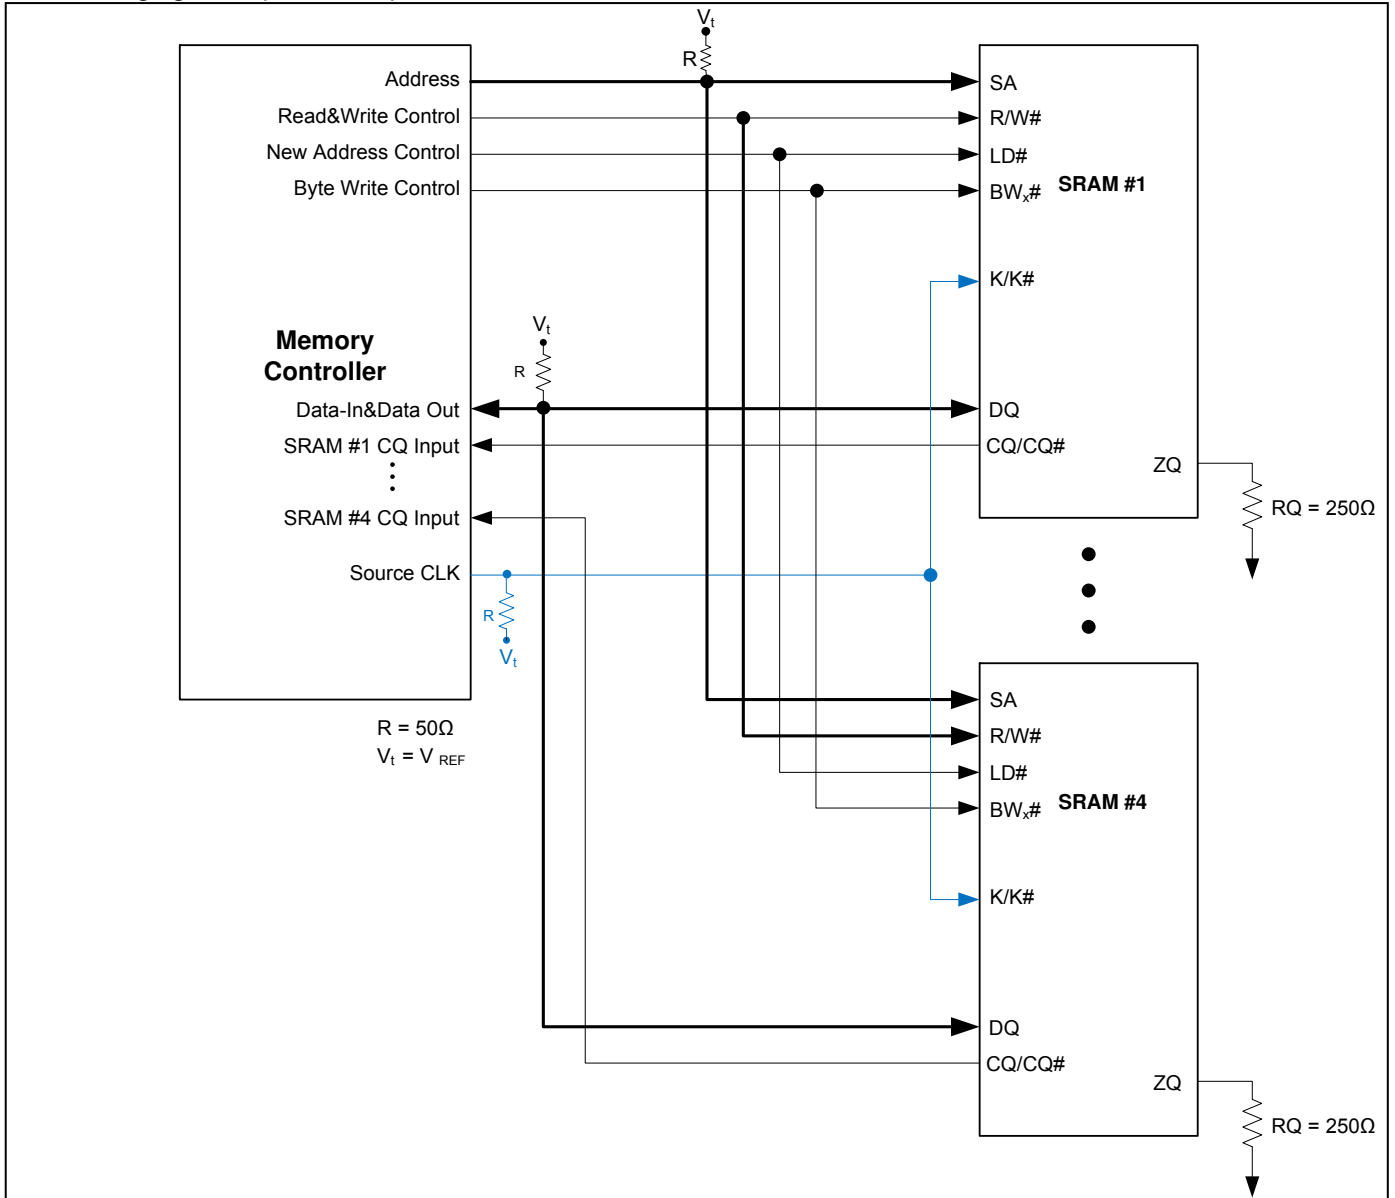 Vt
R
Address
Read&Write Control
New Address Control
Byte Write Control
SA
R/W#
LD#
BWx#
SRAM #1
K/K#
Vt
R
Memory
Controller
Data-In&Data Out
SRAM #1 CQ Input
SRAM #4 CQ Input
Source CLK
R
Vt
DQ
CQ/CQ#
ZQ
RQ = 250Ω
R = 50Ω
Vt = V REF
SA
R/W#
LD#
BWx#
SRAM #4
K/K#
DQ
CQ/CQ#
ZQ
RQ = 250Ω